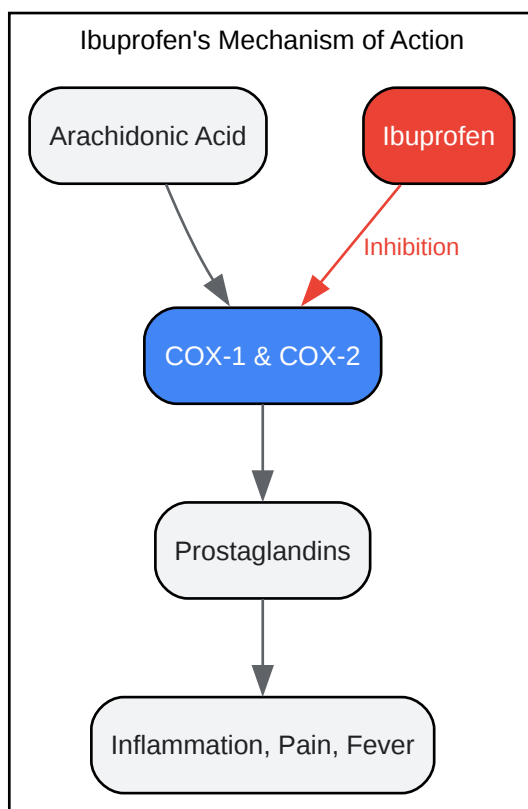 Ibuprofen's Mechanism of Action
Arachidonic Acid
Ibuprofen
Inhibition
COX-1 & COX-2
Prostaglandins
Inflammation, Pain, Fever